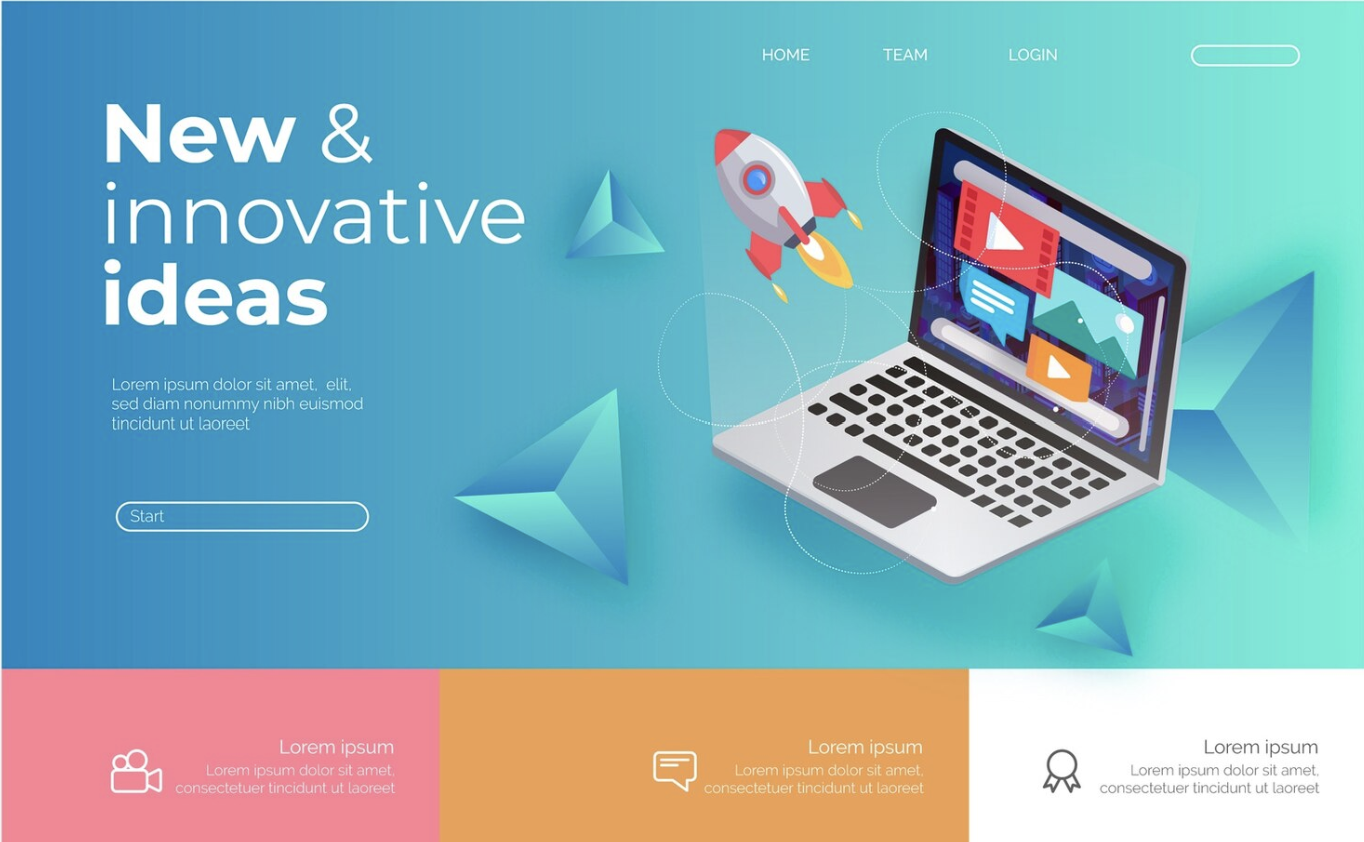 HOME TEAM LOGIN
New &
innovative
ideas
Lorem ipsum dolor sit amet,  elit,
sed diam nonummy nibh euismod
tincidunt ut laoreet
Start
Lorem ipsum
Lorem ipsum dolor sit amet,
consectetuer tincidunt ut laoreet
Lorem ipsum
Lorem ipsum dolor sit amet,
consectetuer tincidunt ut laoreet
Lorem ipsum
Lorem ipsum dolor sit amet,
consectetuer tincidunt ut laoreet